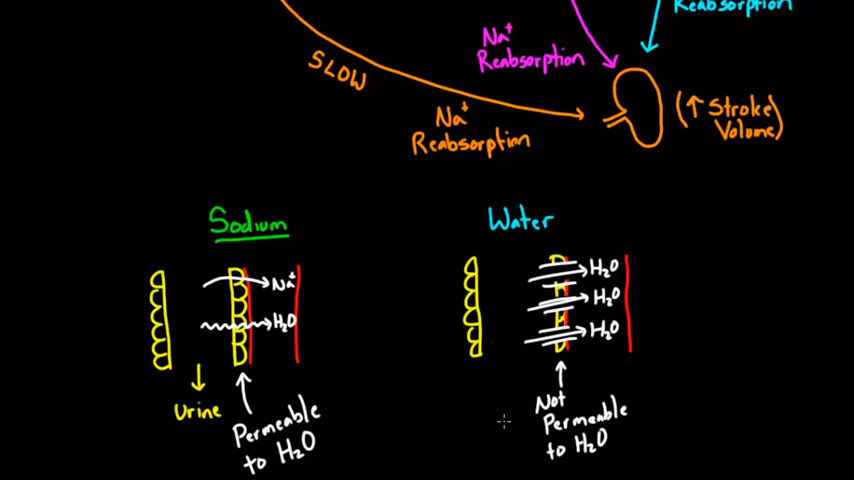 Reabsorption
Na+
Reabsorption
SLOW
Na+
Reabsorption
(↑ Stroke
Volume)
Sodium
Water
Na+
H2O
H2O
H2O
H2O
Urine
Permeable
to H2O
Not
Permeable
to H2O